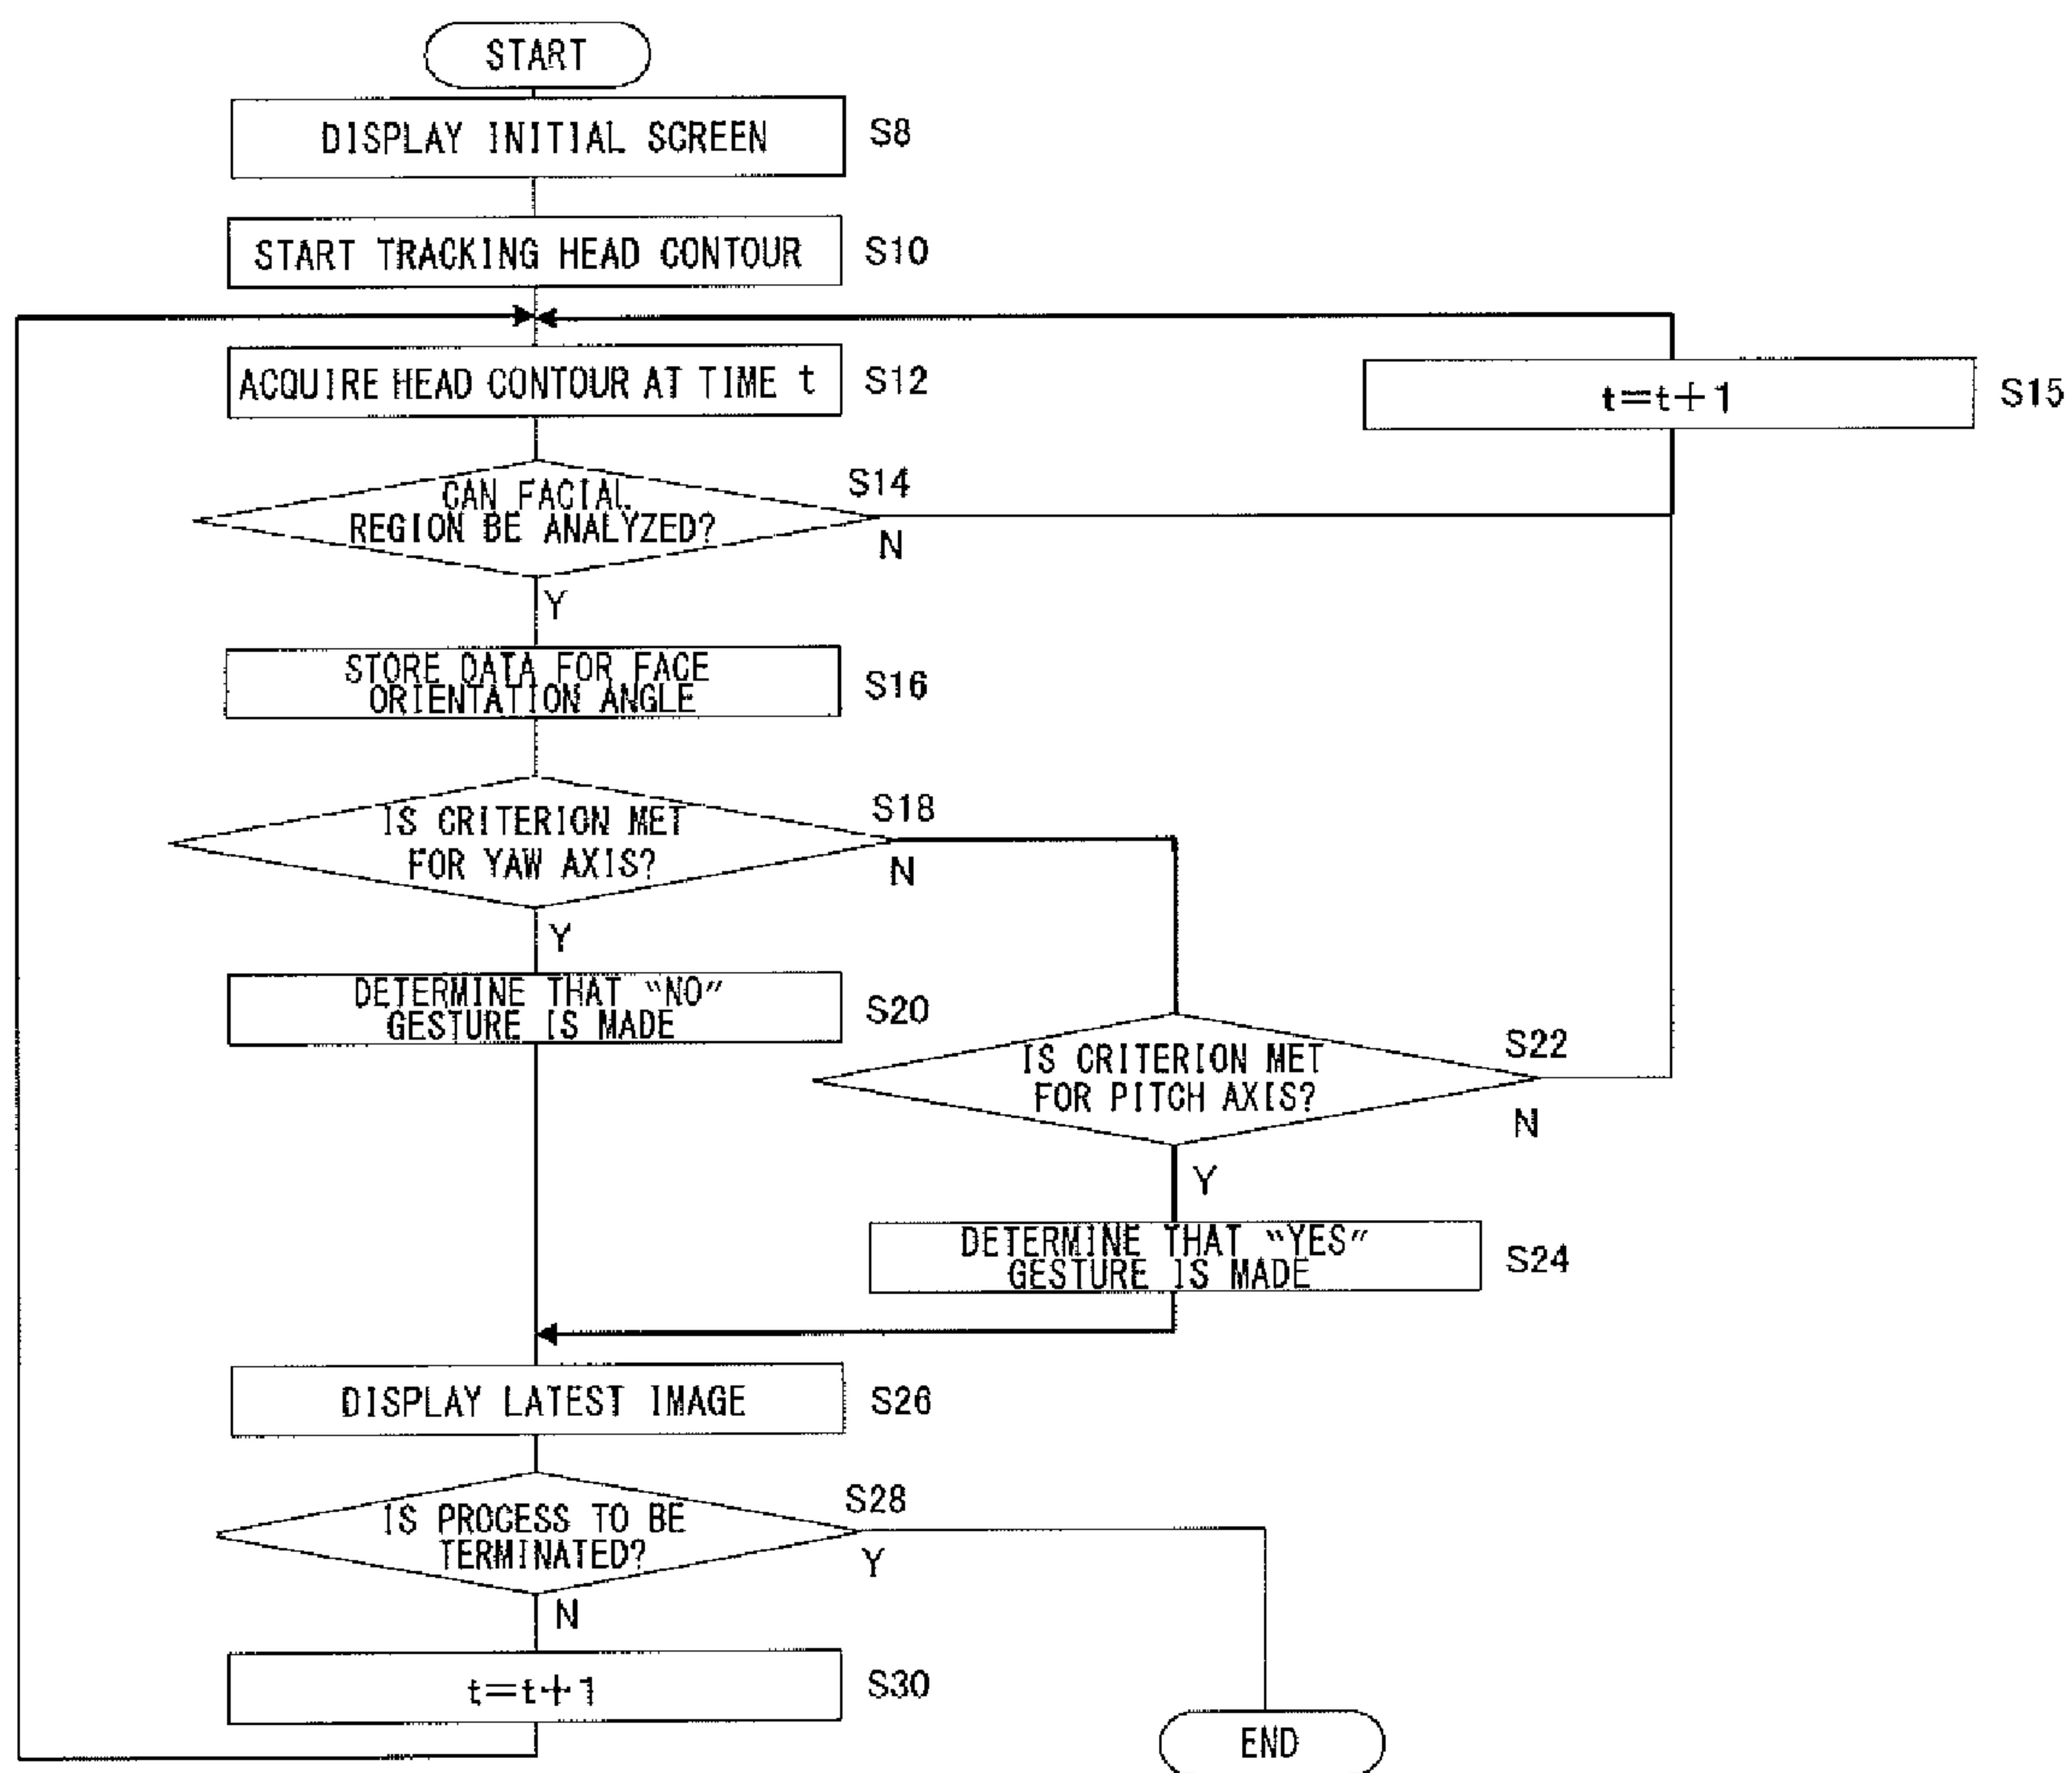 START
DISPLAY INITIAL SCREEN
S8
START TRACKING HEAD CONTOUR
S10
ACQUIRE HEAD CONTOUR AT TIME t
S12
t=t+1
S15
CAN FACIAL
REGION BE ANALYZED?
S14
N
Y
STORE DATA FOR FACE
ORIENTATION ANGLE
S16
IS CRITERION MET
FOR YAW AXIS?
S18
N
Y
DETERMINE THAT "NO"
GESTURE IS MADE
S20
IS CRITERION MET
FOR PITCH AXIS?
S22
N
Y
DETERMINE THAT "YES"
GESTURE IS MADE
S24
DISPLAY LATEST IMAGE
S26
IS PROCESS TO BE
TERMINATED?
S28
Y
N
t=t+1
S30
END